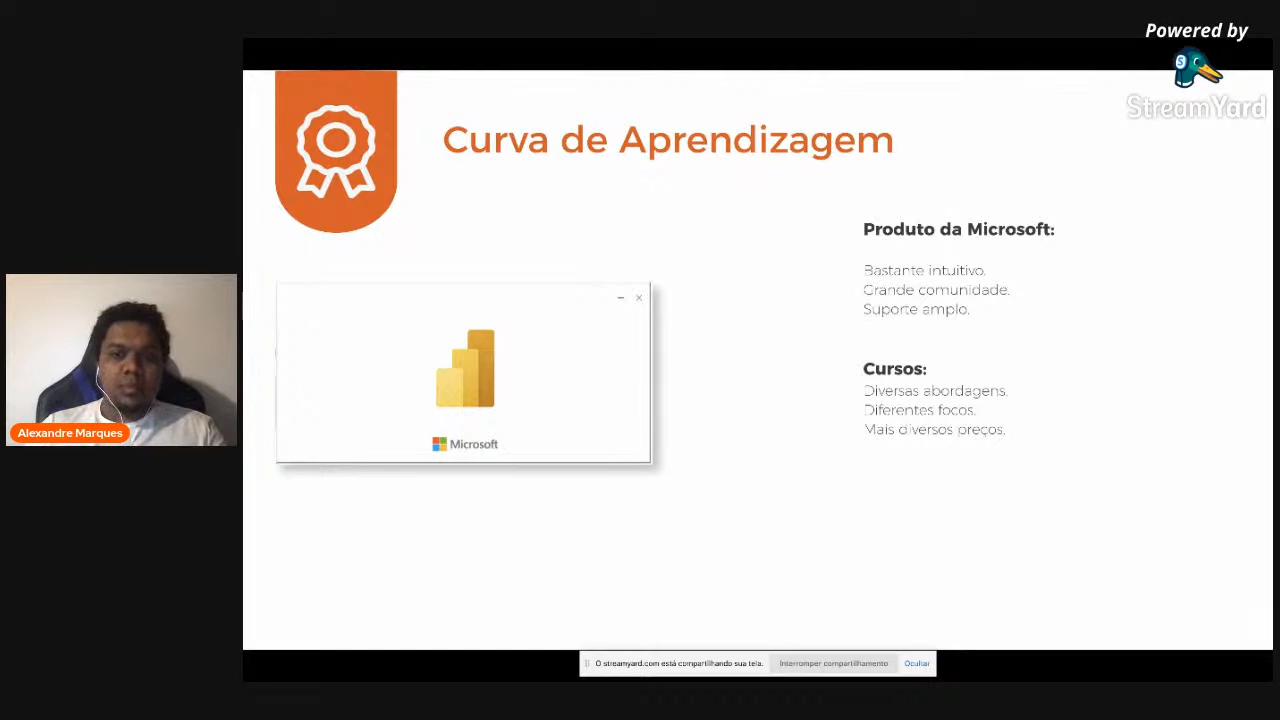 Powered by
StreamYard
Curva de Aprendizagem
Produto da Microsoft:
Bastante intuitivo.
Grande comunidade.
Suporte amplo.
Cursos:
Diversas abordagens.
Diferentes focos.
Mais diversos preços.
Microsoft
Alexandre Marques
O streamyard.com está compartilhando sua tela.
Interromper compartilhamento
Ocultar